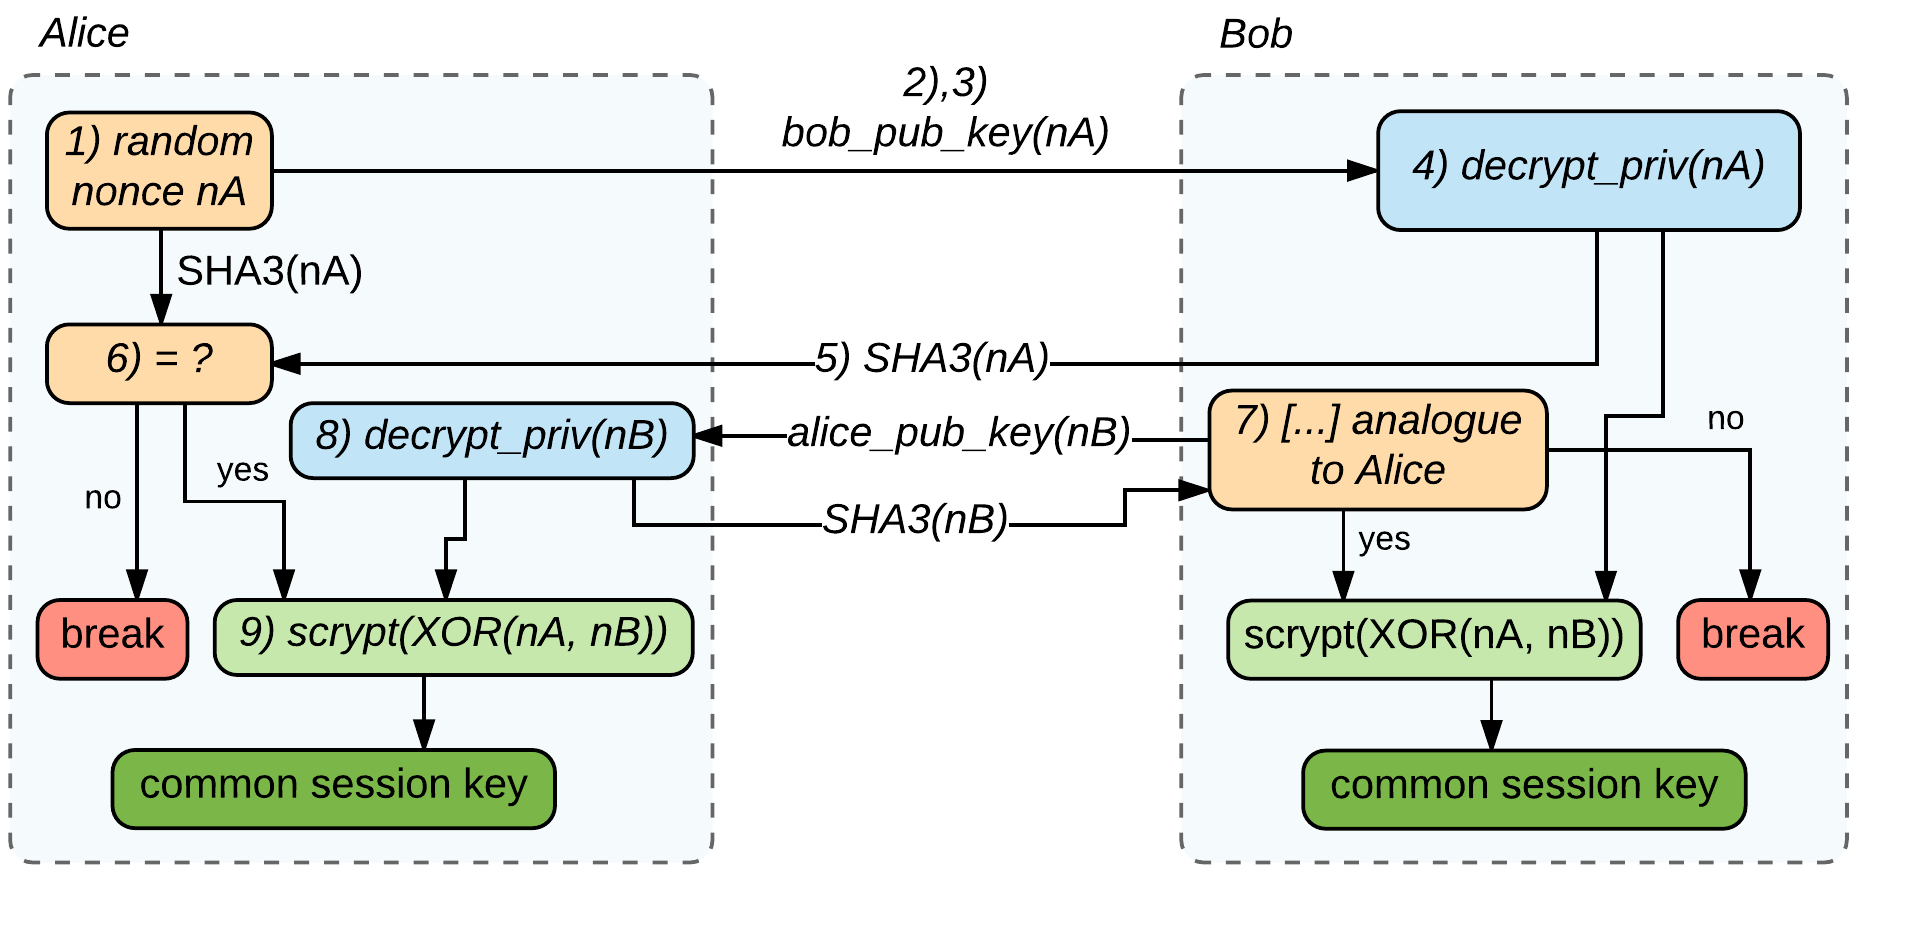 Alice
Bob
2),3)
bob_pub_key(nA)
1) random
nonce nA
4) decrypt_priv(nA)
SHA3(nA)
6) = ?
5) SHA3(nA)
8) decrypt_priv(nB)
alice_pub_key(nB)
7) [...] analogue
to Alice
no
yes
no
SHA3(nB)
yes
break
9) scrypt(XOR(nA, nB))
scrypt(XOR(nA, nB))
break
common session key
common session key